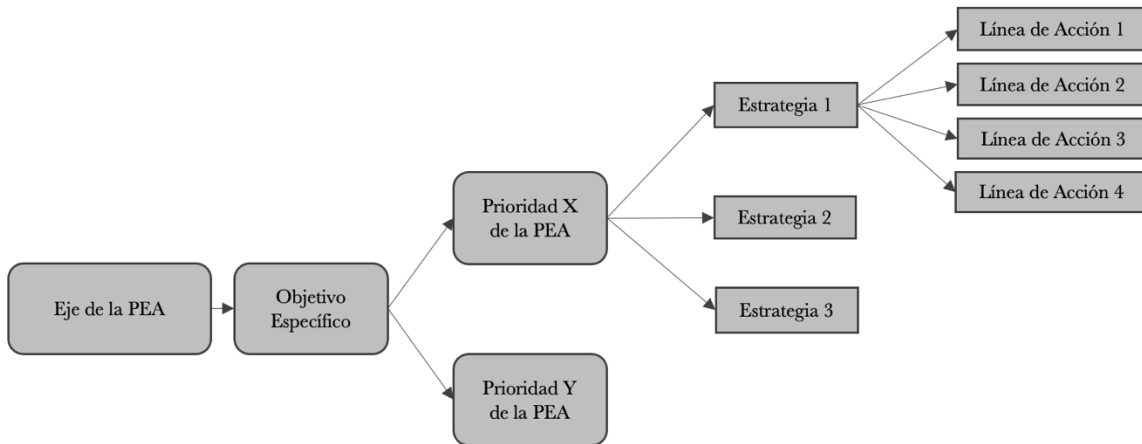 Eje de la PEA
Objetivo
Específico
Prioridad X
de la PEA
Prioridad Y
de la PEA
Estrategia 1
Estrategia 2
Estrategia 3
Línea de Acción 1
Línea de Acción 2
Línea de Acción 3
Línea de Acción 4